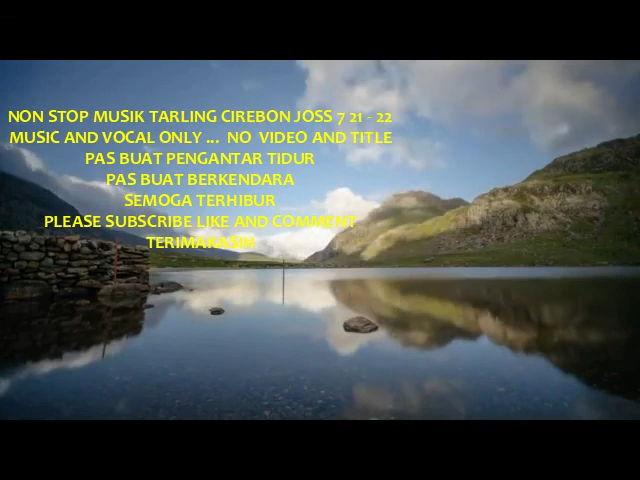 NON STOP MUSIK TARLING CIREBON JOSS 7 21 - 22
MUSIC AND VOCAL ONLY ... NO VIDEO AND TITLE
PAS BUAT PENGANTAR TIDUR
PAS BUAT BERKENDARA
SEMOGA TERHIBUR
PLEASE SUBSCRIBE LIKE AND COMMENT
TERIMAKASIH